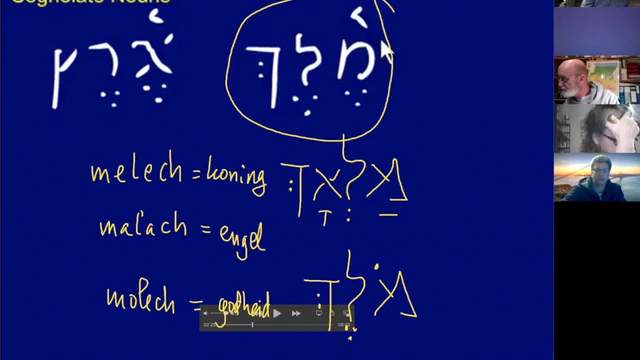 Segholate Nouns
מֶ֫לֶךְ אֶ֫רֶץ
melech = koning מַלְאָךְ
mal'ach = engel
molech = godheid מֹלֶךְ